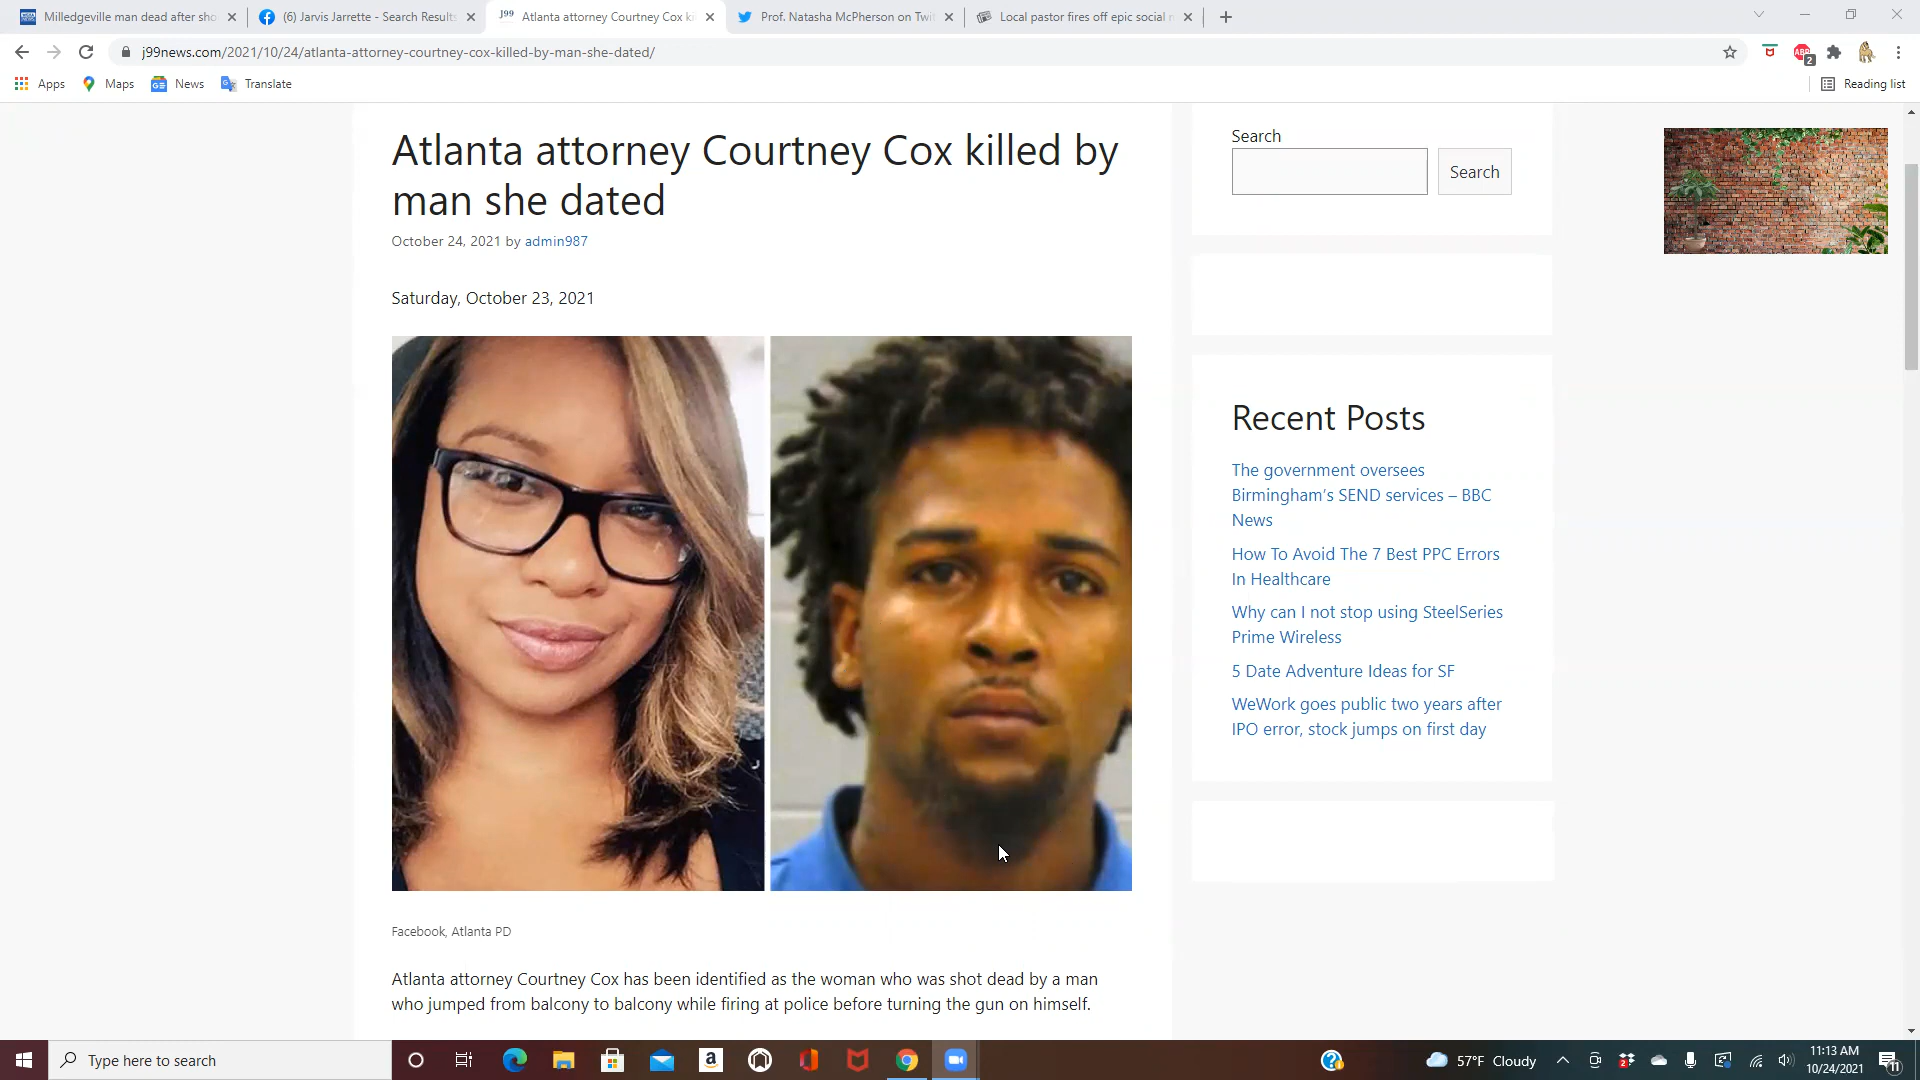 Milledgeville man dead after sho
(6) Jarvis Jarrette - Search Results
J99 Atlanta attorney Courtney Cox ki
Prof. Natasha McPherson on Twit
Local pastor fires off epic social
j99news.com/2021/10/24/atlanta-attorney-courtney-cox-killed-by-man-she-dated/
ABP
2
Apps
Maps
News
Translate
Reading list
Atlanta attorney Courtney Cox killed by
man she dated
October 24, 2021 by admin987
Saturday, October 23, 2021
Facebook, Atlanta PD
Atlanta attorney Courtney Cox has been identified as the woman who was shot dead by a man
who jumped from balcony to balcony while firing at police before turning the gun on himself.
Search
Search
Recent Posts
The government oversees
Birmingham’s SEND services – BBC
News
How To Avoid The 7 Best PPC Errors
In Healthcare
Why can I not stop using SteelSeries
Prime Wireless
5 Date Adventure Ideas for SF
WeWork goes public two years after
IPO error, stock jumps on first day
Type here to search
57°F Cloudy
11:13 AM
10/24/2021
11